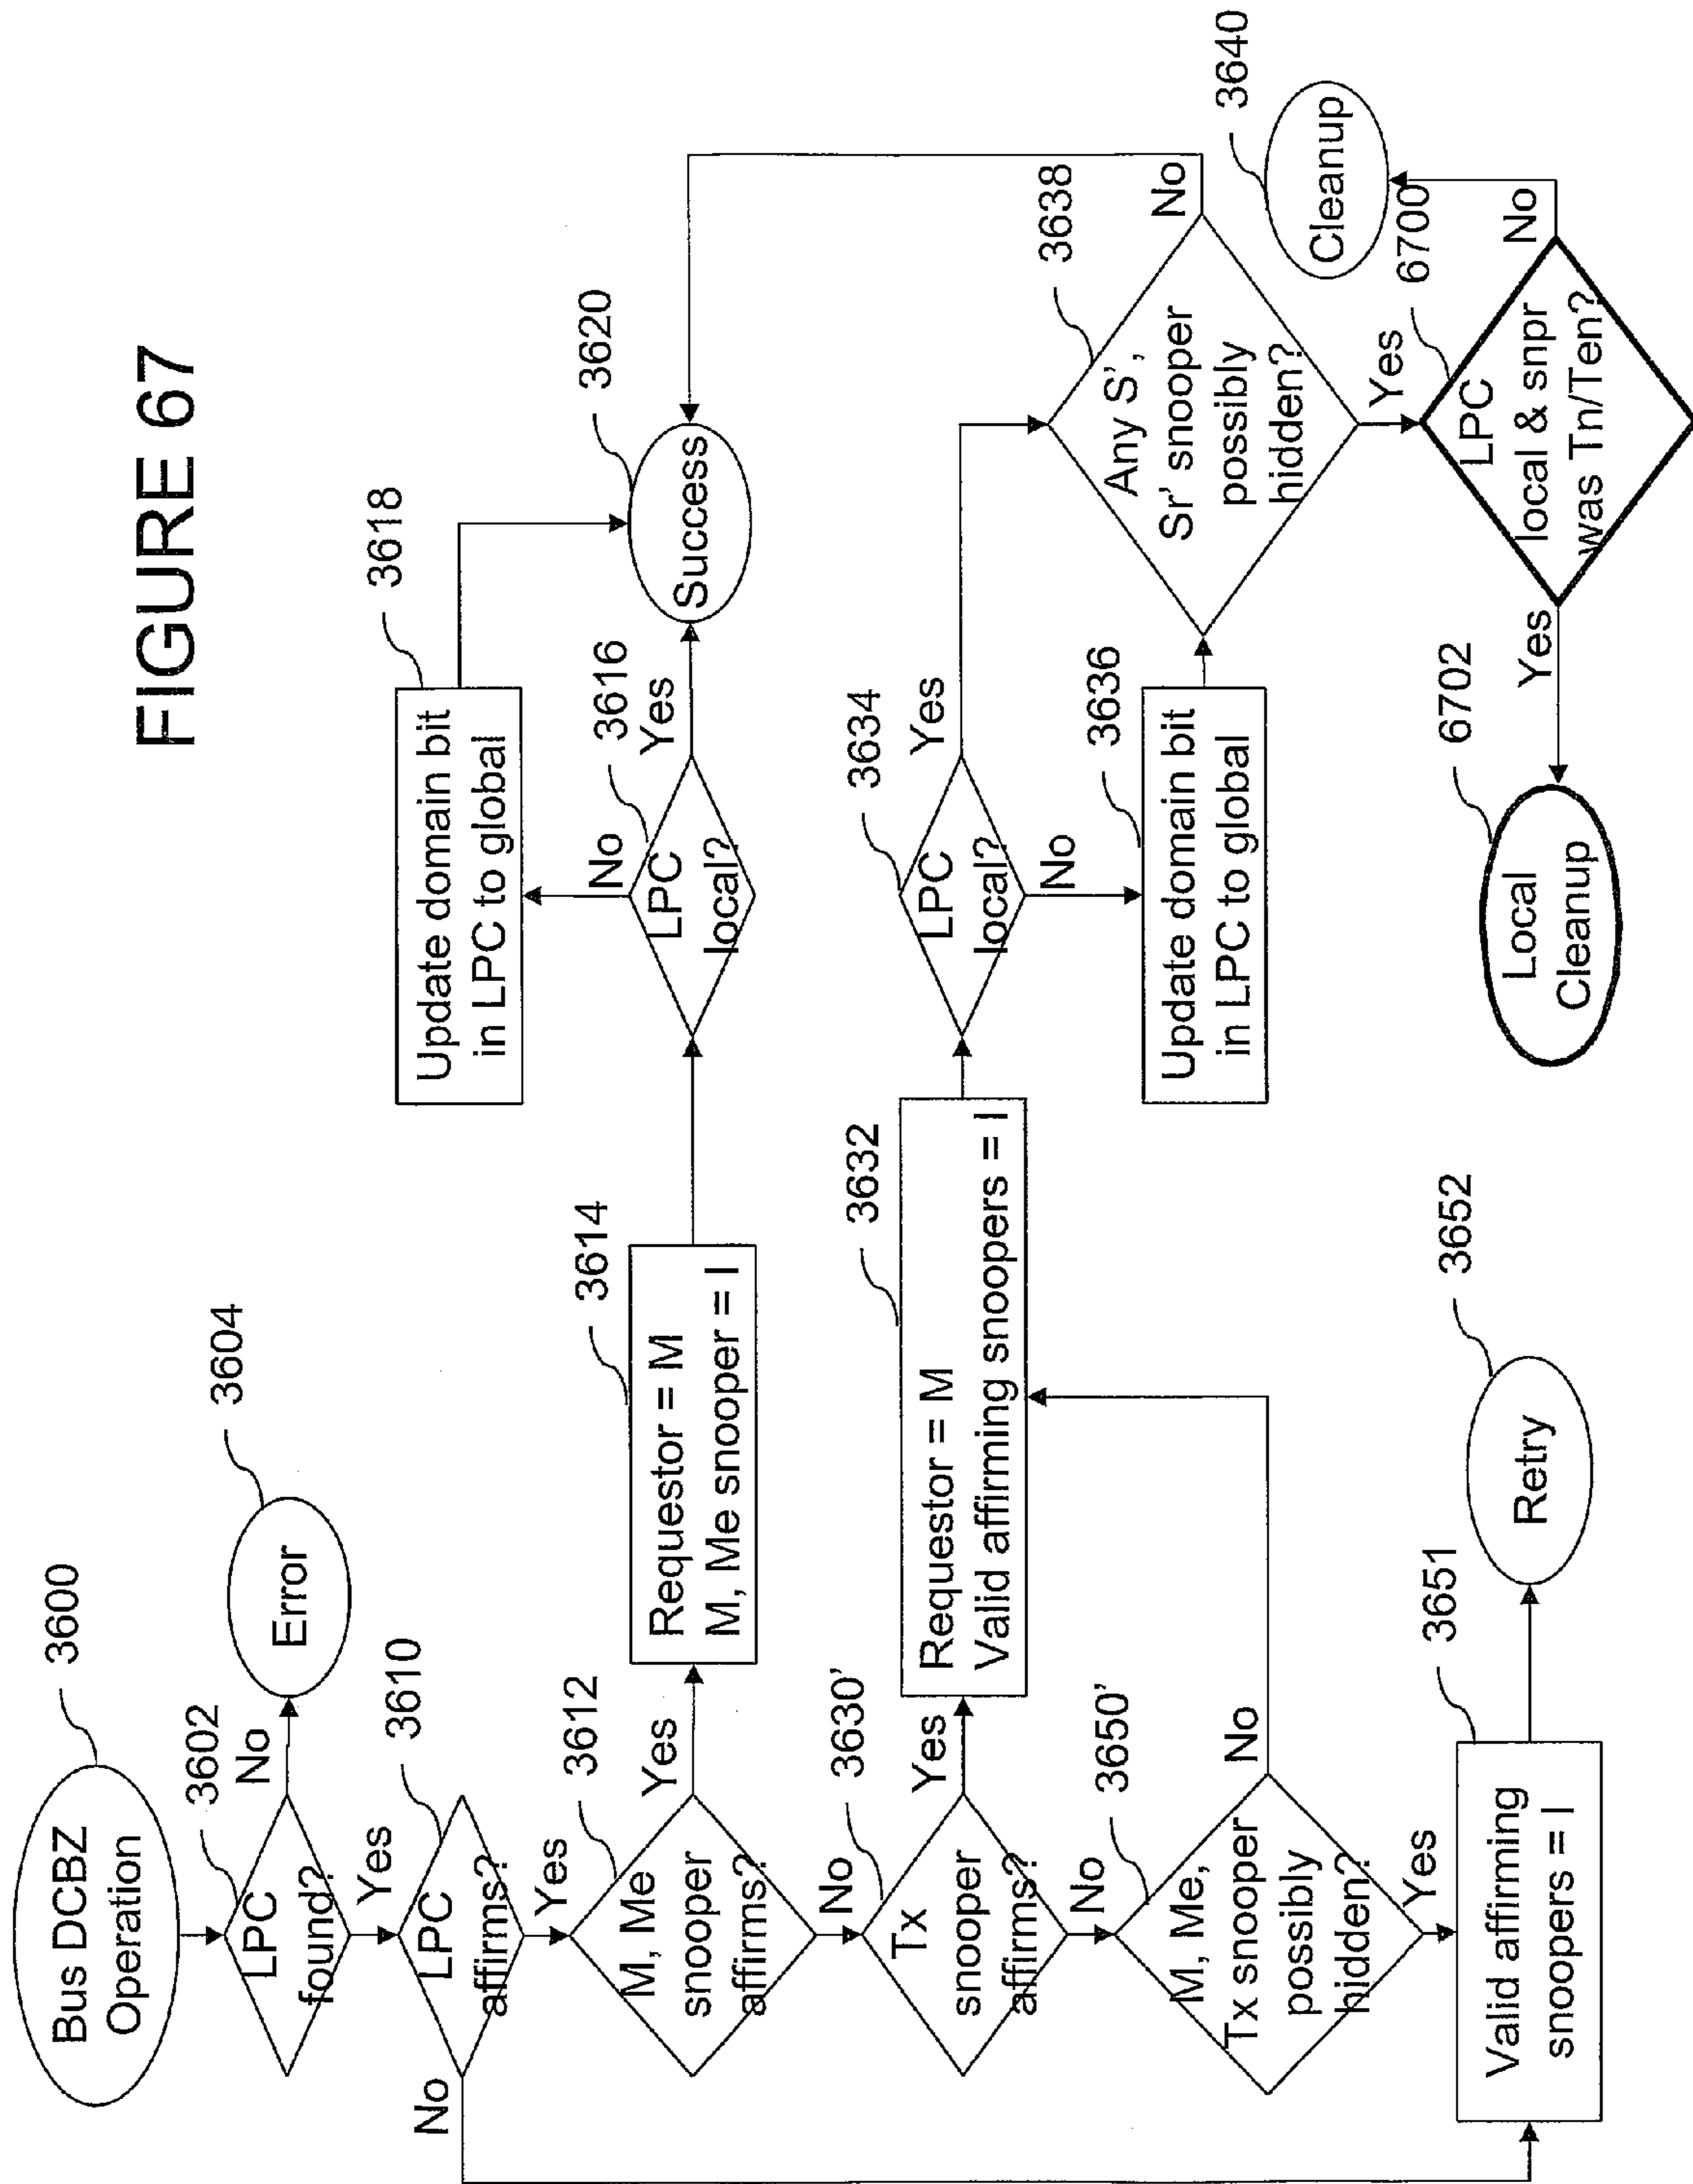 FIGURE 67
3600
Bus DCBZ
Operation
3602
LPC
found?
No
Yes
3604
Error
3610
LPC
affirms?
No
Yes
3612
M, Me
snooper
affirms?
Yes
No
3614
Requestor = M
M, Me snooper = I
3616
LPC
local?
No
Yes
3618
Update domain bit
in LPC to global
3620
Success
3630'
Tx
snooper
affirms?
Yes
No
3632
Requestor = M
Valid affirming snoopers = I
3634
LPC
local?
Yes
No
3636
Update domain bit
in LPC to global
3638
Any S',
Sr' snooper
possibly
hidden?
No
Yes
3640
Cleanup
6700
LPC
local & snpr
was Tn/Ten?
No
Yes
6702
Local
Cleanup
3650'
M, Me,
Tx snooper
possibly
hidden?
No
Yes
3651
Valid affirming
snoopers = I
3652
Retry